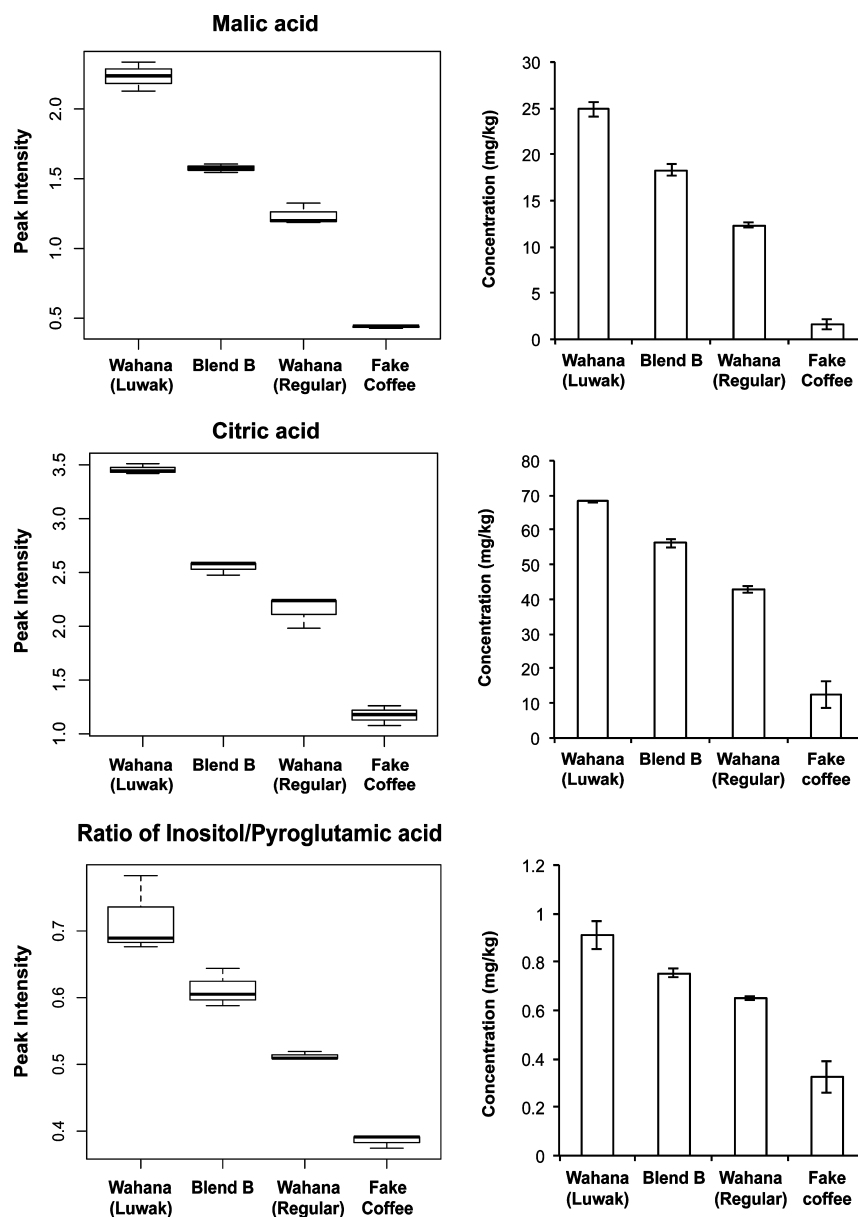 Malic acid
Peak Intensity
2.0
1.5
1.0
0.5
Wahana
(Luwak)
Blend B
Wahana
(Regular)
Fake
Coffee
Concentration (mg/kg)
30
25
20
15
10
5
0
Wahana
(Luwak)
Blend B
Wahana
(Regular)
Fake
Coffee
Citric acid
Peak Intensity
3.5
3.0
2.5
2.0
1.5
1.0
Wahana
(Luwak)
Blend B
Wahana
(Regular)
Fake
Coffee
Concentration (mg/kg)
80
70
60
50
40
30
20
10
0
Wahana
(Luwak)
Blend B
Wahana
(Regular)
Fake
coffee
Ratio of Inositol/Pyroglutamic acid
Peak Intensity
0.7
0.6
0.5
0.4
Wahana
(Luwak)
Blend B
Wahana
(Regular)
Fake
Coffee
Concentration (mg/kg)
1.2
1
0.8
0.6
0.4
0.2
0
Wahana
(Luwak)
Blend B
Wahana
(Regular)
Fake
Coffee